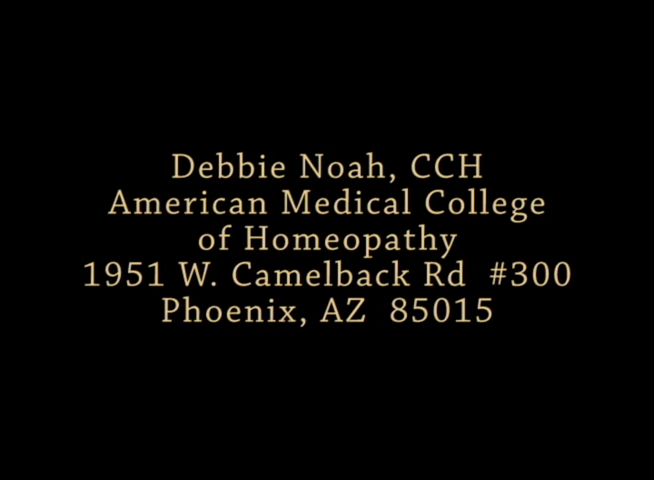 Debbie Noah, CCH
American Medical College
of Homeopathy
1951 W. Camelback Rd  #300
Phoenix, AZ  85015